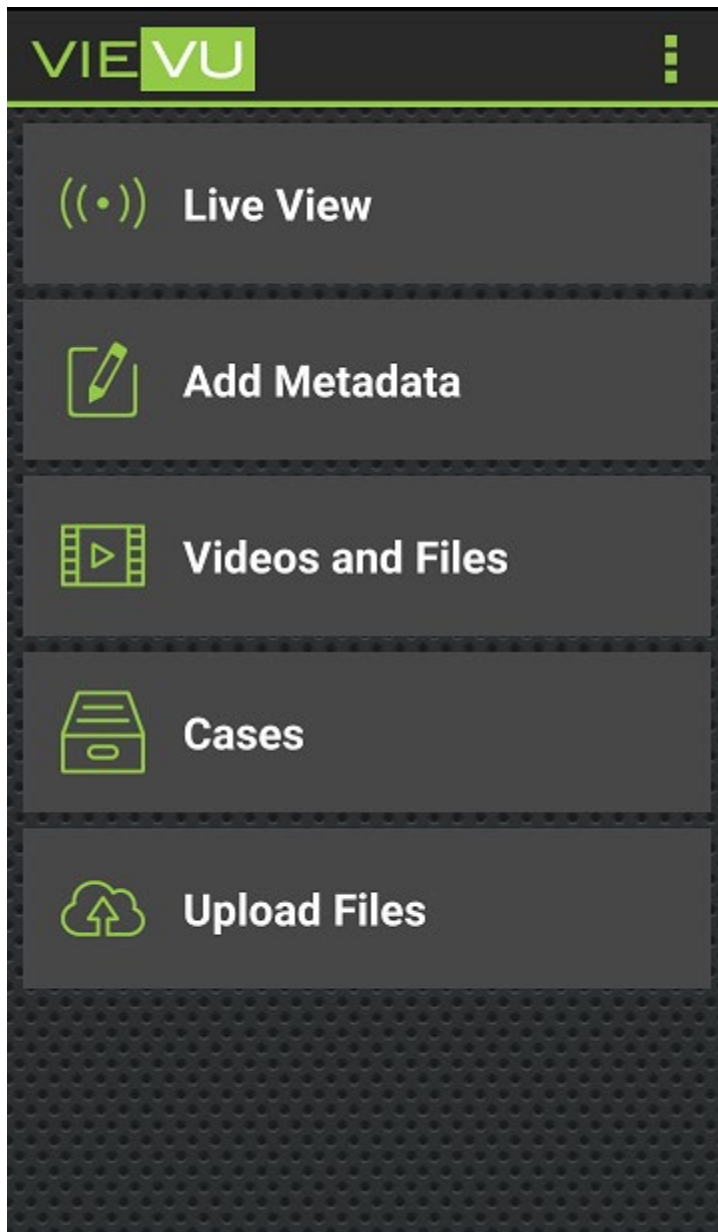 VIEVU
Live View
Add Metadata
Videos and Files
Cases
Upload Files